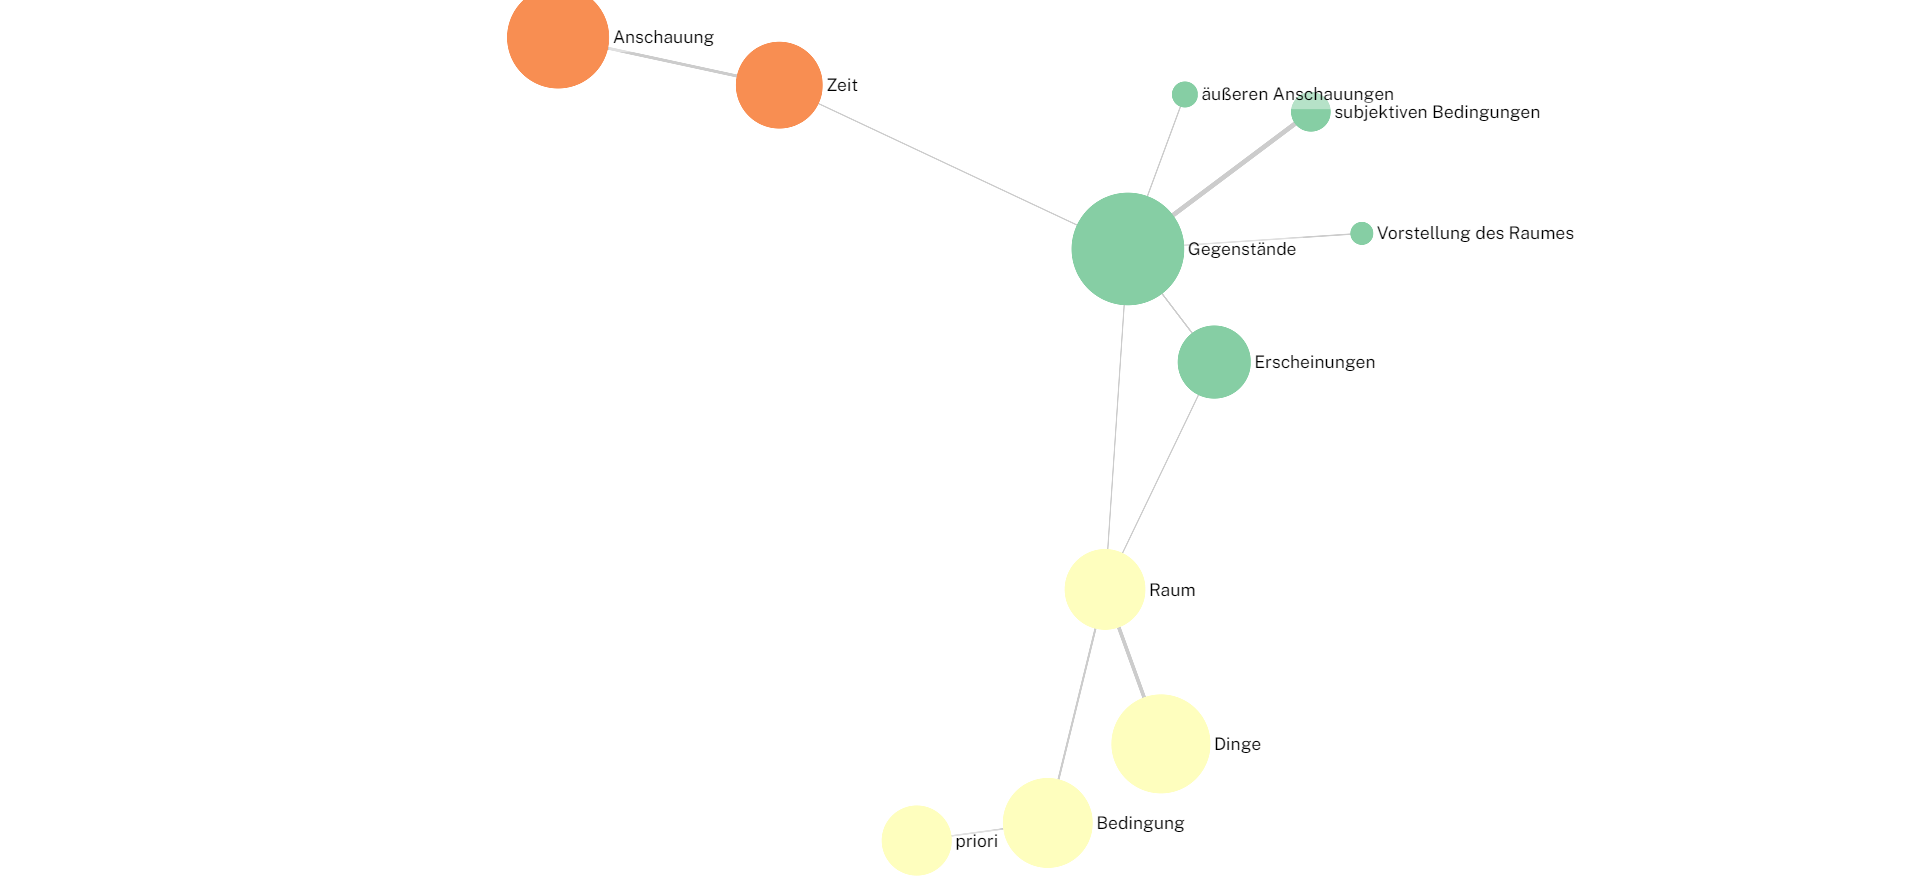 Anschauung
Zeit
äußeren Anschauungen
subjektiven Bedingungen
Vorstellung des Raumes
Gegenstände
Erscheinungen
Raum
Dinge
Bedingung
priori